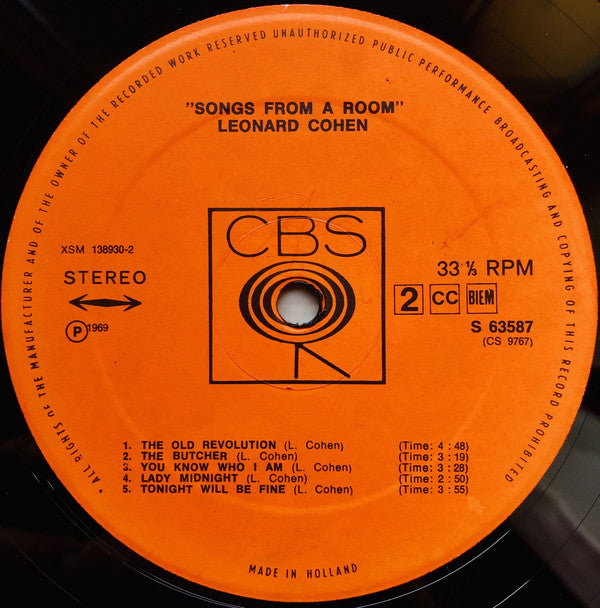 * ALL RIGHTS OF THE MANUFACTURER AND OF THE OWNER OF THE RECORDED WORK RESERVED UNAUTHORIZED PUBLIC PERFORMANCE BROADCASTING AND COPYING OF THIS RECORD PROHIBITED
"SONGS FROM A ROOM"
LEONARD COHEN
CBS
XSM 138930-2
STEREO
Ⓟ1969
33 ⅓ RPM
2 CC BIEM
S 63587
(CS 9767)
1. THE OLD REVOLUTION (L. Cohen) (Time: 4 : 48)
2. THE BUTCHER (L. Cohen) (Time: 3 : 19)
3. YOU KNOW WHO I AM (L. Cohen) (Time: 3 : 28)
4. LADY MIDNIGHT (L. Cohen) (Time: 2 : 50)
5. TONIGHT WILL BE FINE (L. Cohen) (Time: 3 : 55)
MADE IN HOLLAND